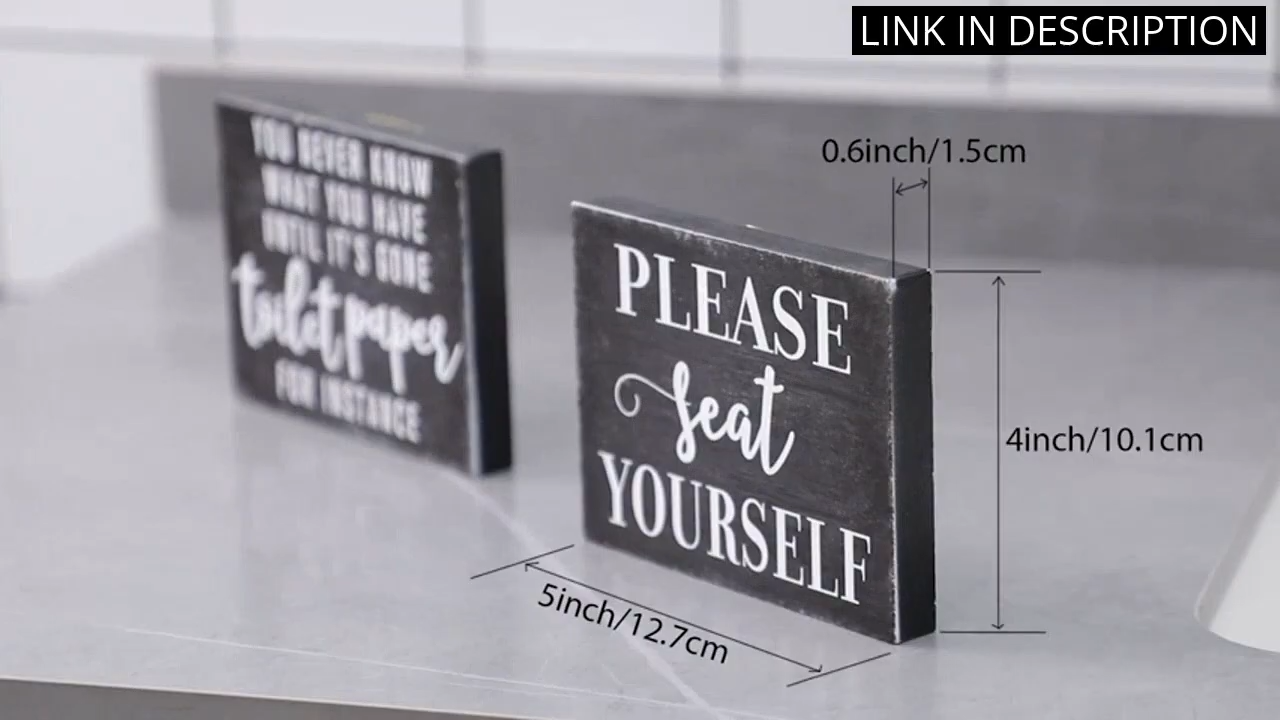 LINK IN DESCRIPTION
YOU NEVER KNOW
WHAT YOU HAVE
UNTIL IT'S GONE
toilet paper
FOR INSTANCE
0.6inch/1.5cm
PLEASE
seat
YOURSELF
4inch/10.1cm
5inch/12.7cm